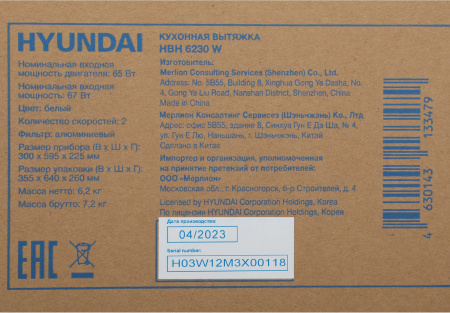 HYUNDAI
Номинальная входная
мощность двигателя: 65 Вт
Номинальная входная
мощность: 67 Вт
Цвет: белый
Количество скоростей: 2
Фильтр: алюминиевый
Размер прибора (В х Ш х Г):
300 x 595 x 225 мм
Размер упаковки (В х Ш х Г):
355 x 640 x 260 мм
Масса нетто: 6,2 кг
Масса брутто: 7,2 кг
EAC
КУХОННАЯ ВЫТЯЖКА
HBH 6230 W
Изготовитель:
Merlion Consulting Services (Shenzhen) Co., Ltd.
Address: No. 5B55, Building 8, Xinghua Gong Ye Dasha, No.
4, Gong Ye Liu Road, Nanshan District, Shenzhen, China
Made in China
Мерлион Консалтинг Сервисез (Шэньчжэнь) Ко., Лтд
Адрес: офис 5B55, здание 8, Синхуа Гун Е Да Ша, № 4,
ул. Гун Е Лю, Наньшань, г. Шэньчжэнь, Китай
Сделано в Китае
Импортер и организация, уполномоченная
на принятие претензий от потребителей:
ООО «Мерлион»
Московская обл., г. Красногорск, б-р Строителей, д. 4
Licensed by HYUNDAI Corporation Holdings, Korea
По лицензии HYUNDAI Corporation Holdings, Корея
Дата производства:
04/2023
Serial number:
H03W12M3X00118
4 630143 133479